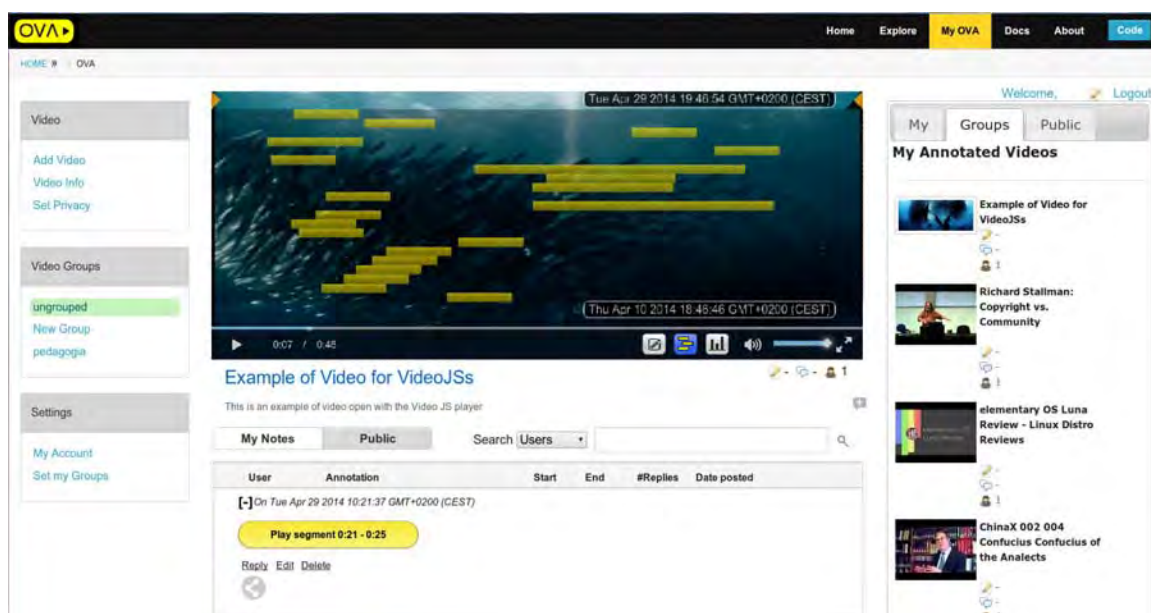 OVA
Home Explore My OVA Docs About Code
HOME » OVA
Welcome, Logout
Video
Add Video
Video Info
Set Privacy
Video Groups
ungrouped
New Group
pedagogia
Settings
My Account
Set my Groups
Tue Apr 29 2014 19:46:54 GMT+0200 (CEST)
Thu Apr 10 2014 18:46:46 GMT+0200 (CEST)
0:07 / 0:46
Example of Video for VideoJSs
- - 1
This is an example of video open with the Video JS player
My Notes Public Search Users
User Annotation Start End #Replies Date posted
[-] On Tue Apr 29 2014 10:21:37 GMT+0200 (CEST)
Play segment 0:21 - 0:25
Reply Edit Delete
My Groups Public
My Annotated Videos
Example of Video for
VideoJSs
-
-
1
Richard Stallman:
Copyright vs.
Community
-
-
1
elementary OS Luna
Review - Linux Distro
Reviews
-
-
1
ChinaX 002 004
Confucius Confucius of
the Analects
-
-
1